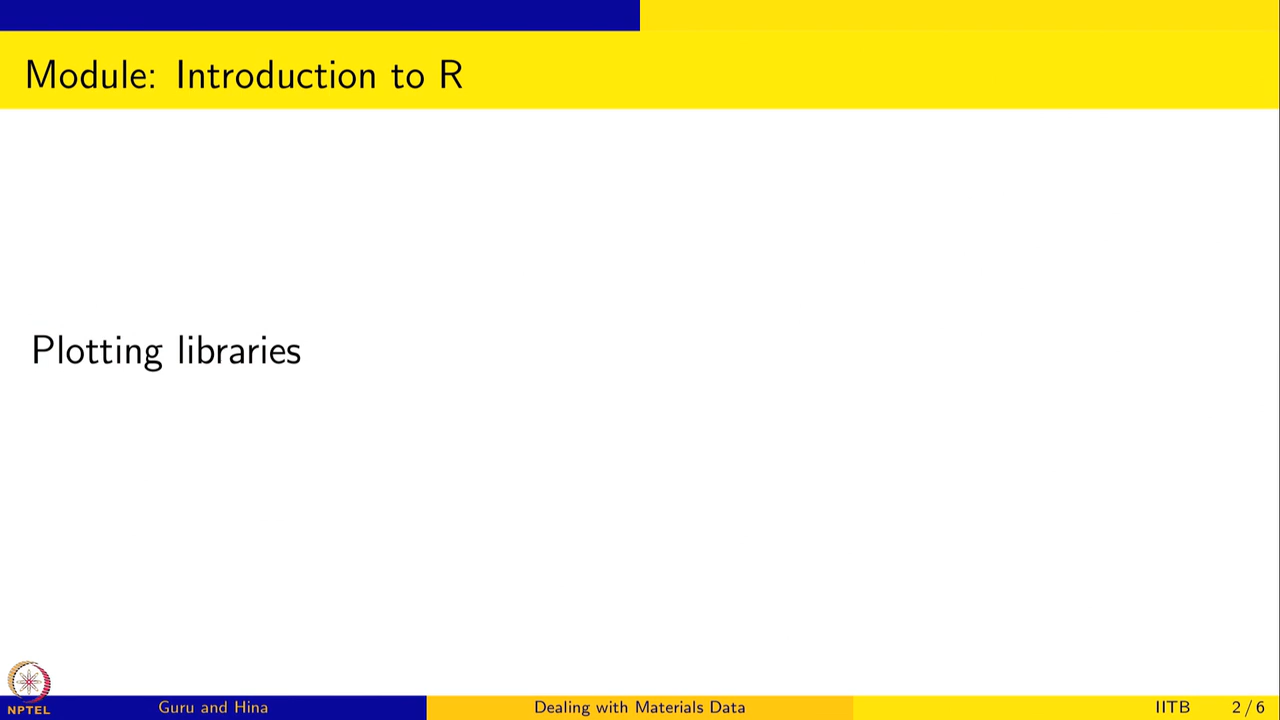 Module: Introduction to R
Plotting libraries
NPTEL
Guru and Hina
Dealing with Materials Data
IITB
2 / 6